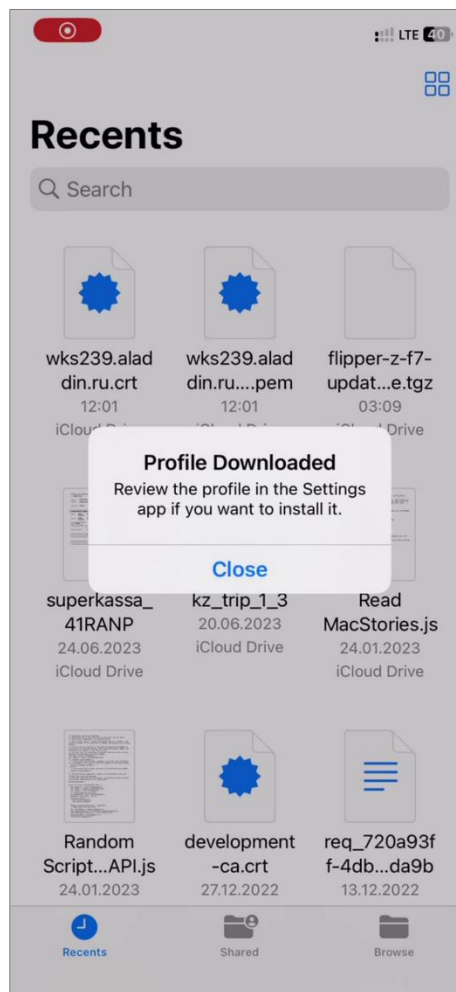 LTE 40
Recents
Search
wks239.alad
din.ru.crt
12:01
wks239.alad
din.ru....pem
12:01
flipper-z-f7-
updat...e.tgz
03:09
Drive
Profile Downloaded
Review the profile in the Settings
app if you want to install it.
Close
superkassa_
41RANP
24.06.2023
iCloud Drive
kz_trip_1_3
20.06.2023
iCloud Drive
Read
MacStories.js
24.01.2023
iCloud Drive
Random
Script...API.js
24.01.2023
development
-ca.crt
27.12.2022
req_720a93f
f-4db...da9b
13.12.2022
Recents
Shared
Browse